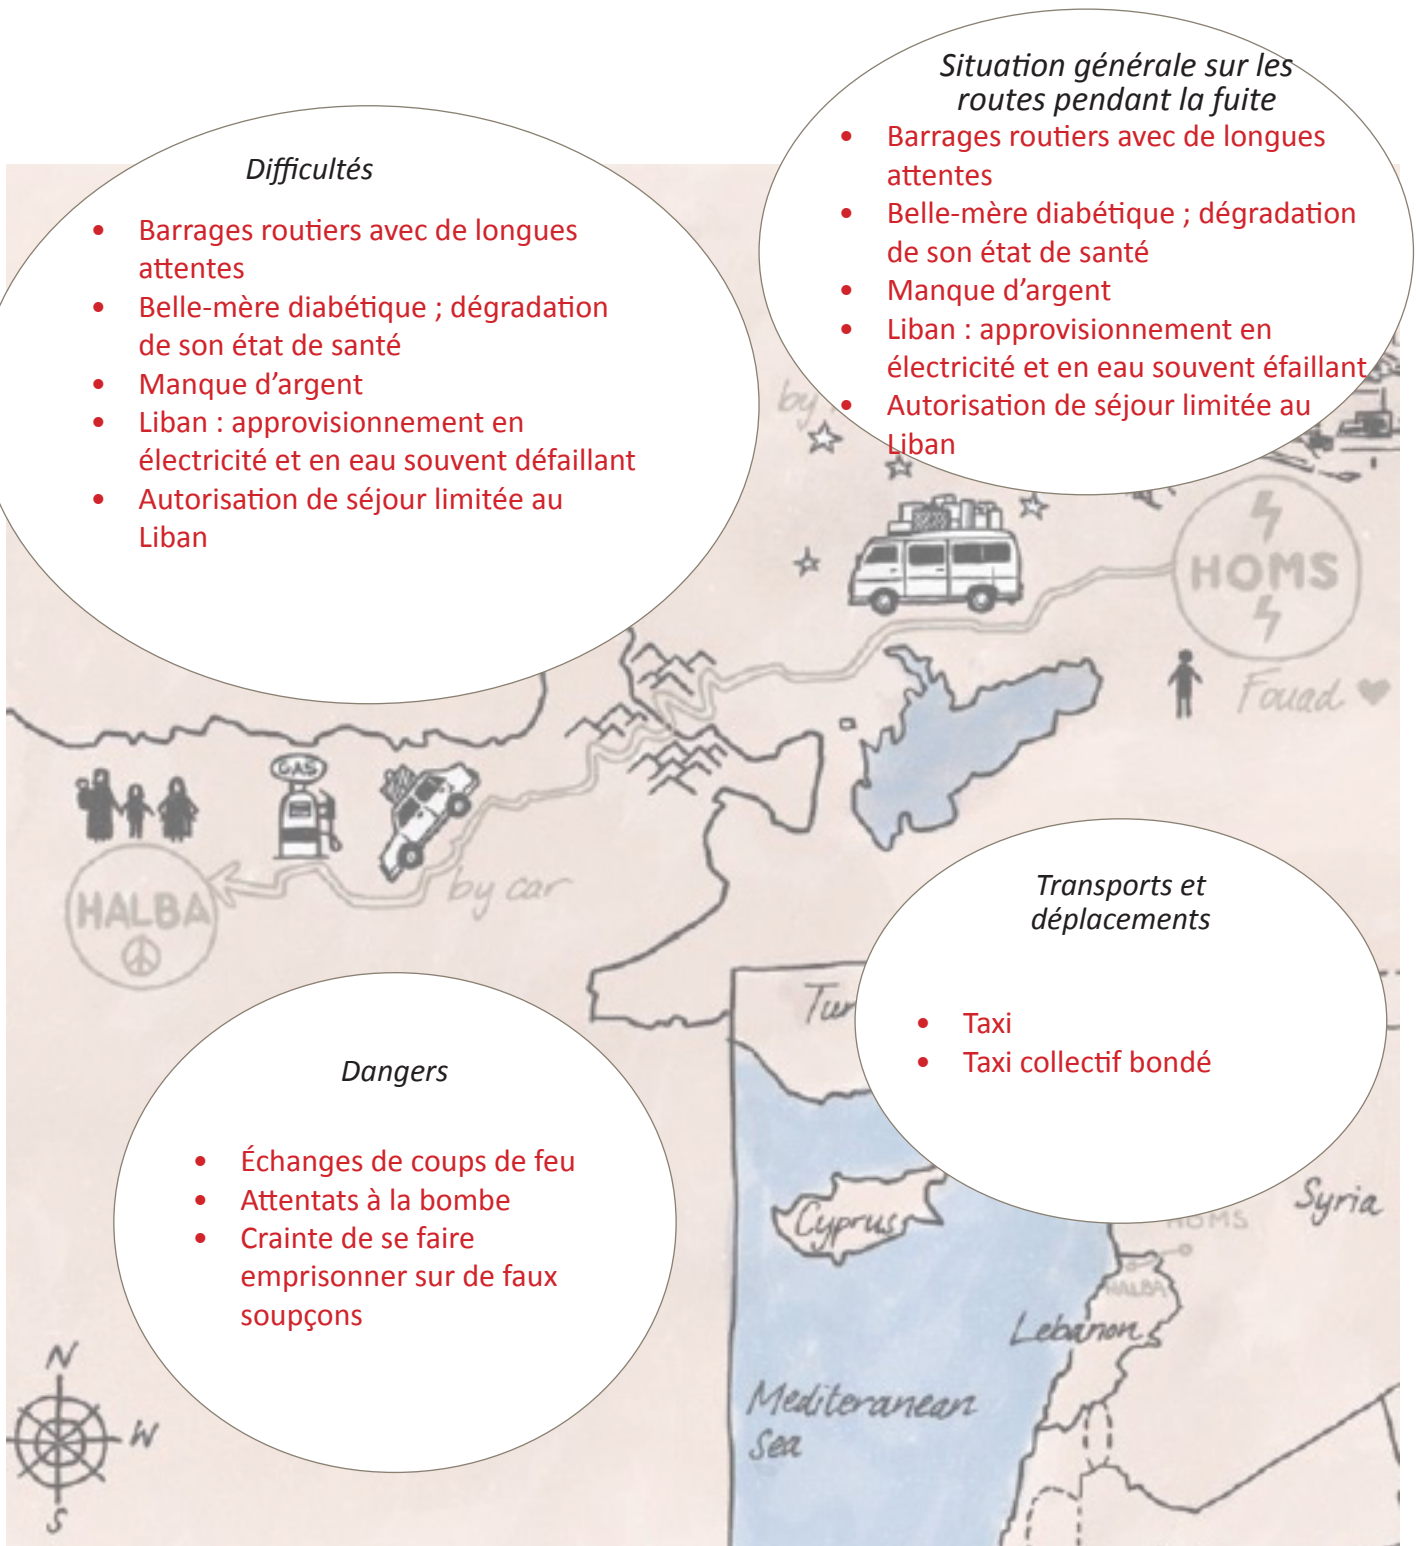 Situation générale sur les
routes pendant la fuite
• Barrages routiers avec de longues
attentes
• Belle-mère diabétique ; dégradation
de son état de santé
• Manque d’argent
• Liban : approvisionnement en
électricité et en eau souvent éfaillant
• Autorisation de séjour limitée au
Liban
Difficultés
• Barrages routiers avec de longues
attentes
• Belle-mère diabétique ; dégradation
de son état de santé
• Manque d’argent
• Liban : approvisionnement en
électricité et en eau souvent défaillant
• Autorisation de séjour limitée au
Liban
by
HOMS
Fouad
GAS
by car
HALBA
Transports et
déplacements
• Taxi
• Taxi collectif bondé
Dangers
• Échanges de coups de feu
• Attentats à la bombe
• Crainte de se faire
emprisonner sur de faux
soupçons
Tur
Cyprus
Syria
HOMS
HALBA
Lebanon
Mediteranean
Sea
N
W
S